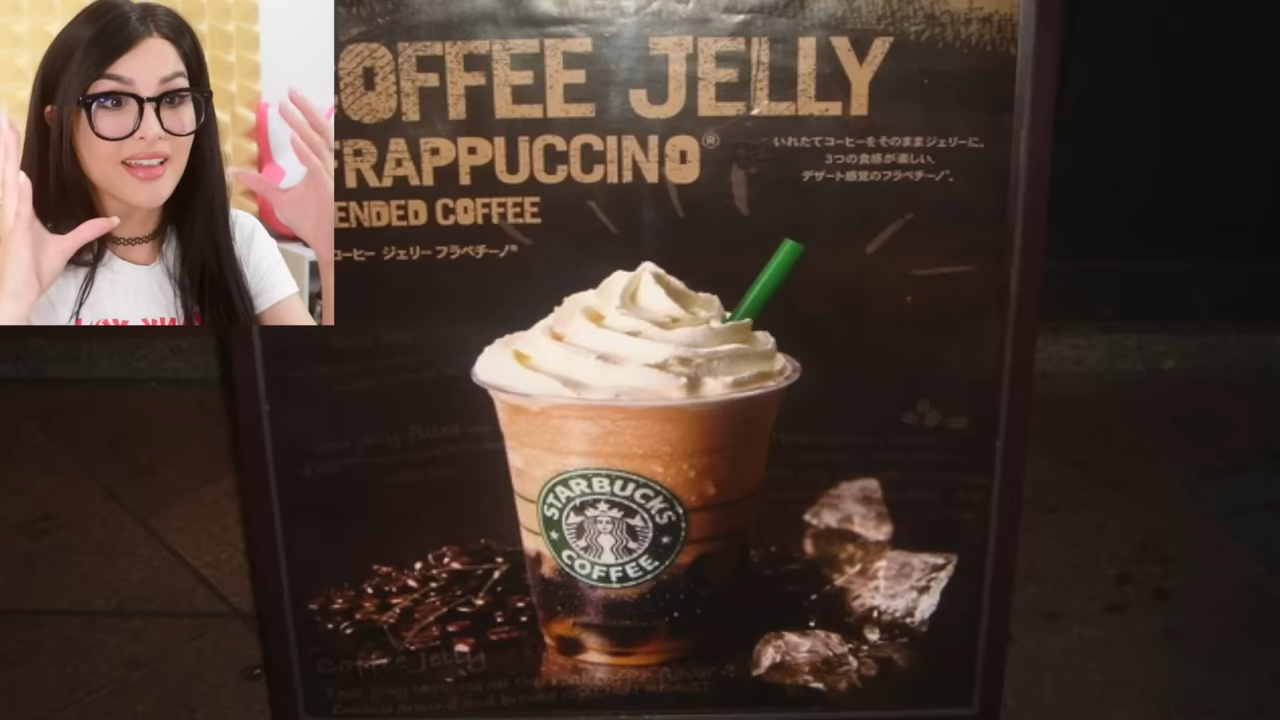 OFFEE JELLY
FRAPPUCCINO®
ENDED COFFEE
コーヒー ジェリー フラペチーノ®
いれたてコーヒーをそのままジェリーに。
3つの食感が楽しい、
デザート感覚のフラペチーノ®。
STARBUCKS
COFFEE
Coffee Jelly